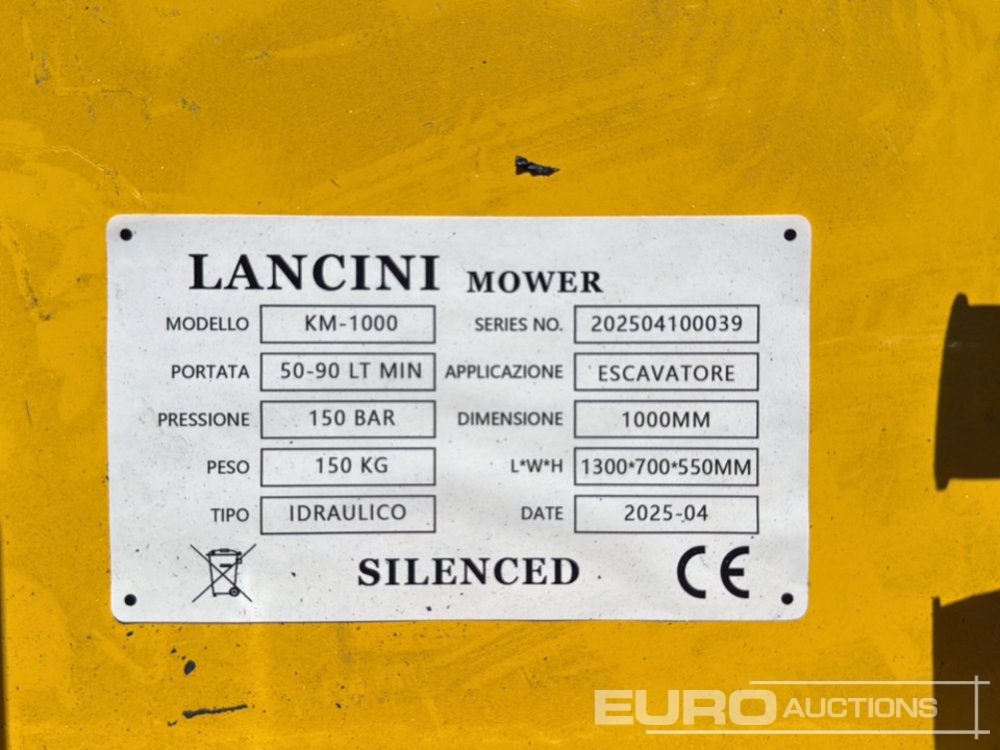 LANCINI MOWER
MODELLO KM-1000 SERIES NO. 202504100039
PORTATA 50-90 LT MIN APPLICAZIONE ESCAVATORE
PRESSIONE 150 BAR DIMENSIONE 1000MM
PESO 150 KG L*W*H 1300*700*550MM
TIPO IDRAULICO DATE 2025-04
SILENCED CE
EURO AUCTIONS